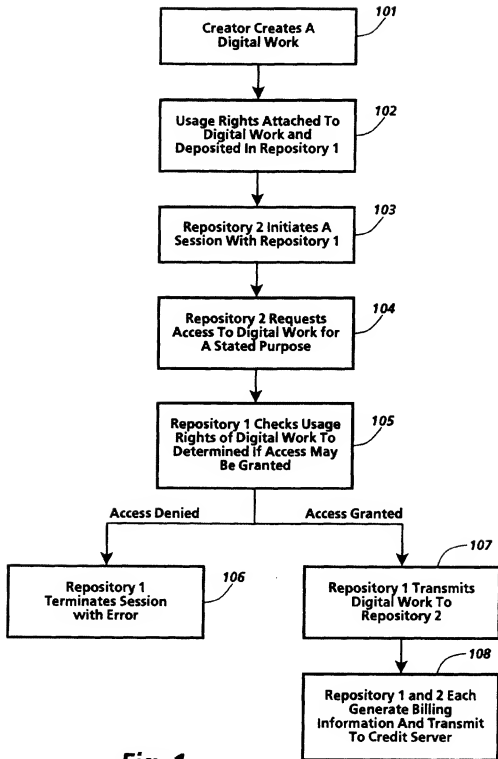 101
Creator Creates A
Digital Work
102
Usage Rights Attached To
Digital Work and
Deposited In Repository 1
103
Repository 2 Initiates A
Session With Repository 1
104
Repository 2 Requests
Access To Digital Work for
A Stated Purpose
105
Repository 1 Checks Usage
Rights of Digital Work To
Determined If Access May
Be Granted
Access Denied
Access Granted
106
Repository 1
Terminates Session
with Error
107
Repository 1 Transmits
Digital Work To
Repository 2
108
Repository 1 and 2 Each
Generate Billing
Information And Transmit
To Credit Server
Fig. 1